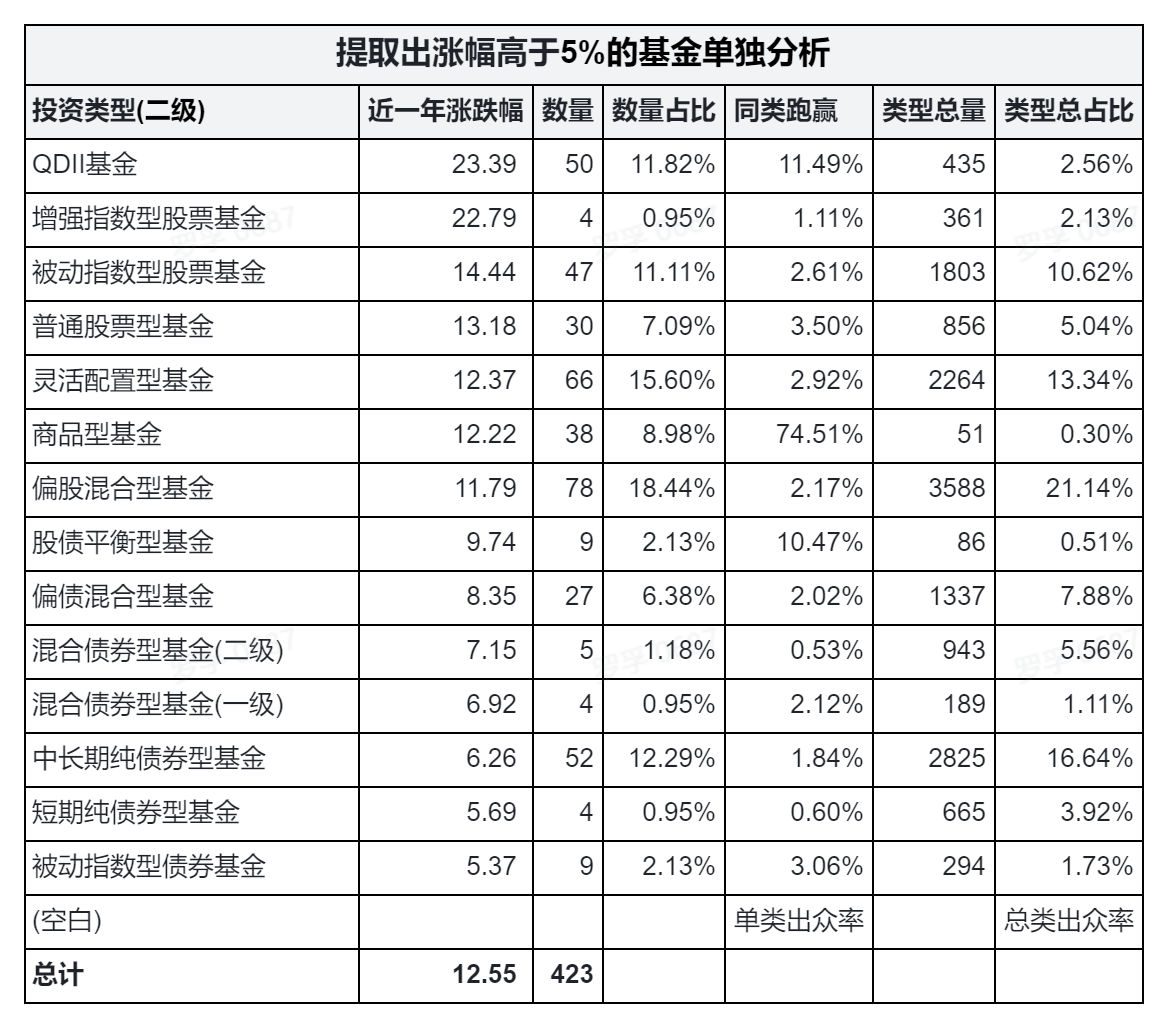 提取出涨幅高于5%的基金单独分析
投资类型(二级) 近一年涨跌幅 数量 数量占比 同类跑赢 类型总量 类型总占比
QDII基金 23.39 50 11.82% 11.49% 435 2.56%
增强指数型股票基金 22.79 4 0.95% 1.11% 361 2.13%
被动指数型股票基金 14.44 47 11.11% 2.61% 1803 10.62%
普通股票型基金 13.18 30 7.09% 3.50% 856 5.04%
灵活配置型基金 12.37 66 15.60% 2.92% 2264 13.34%
商品型基金 12.22 38 8.98% 74.51% 51 0.30%
偏股混合型基金 11.79 78 18.44% 2.17% 3588 21.14%
股债平衡型基金 9.74 9 2.13% 10.47% 86 0.51%
偏债混合型基金 8.35 27 6.38% 2.02% 1337 7.88%
混合债券型基金(二级) 7.15 5 1.18% 0.53% 943 5.56%
混合债券型基金(一级) 6.92 4 0.95% 2.12% 189 1.11%
中长期纯债券型基金 6.26 52 12.29% 1.84% 2825 16.64%
短期纯债券型基金 5.69 4 0.95% 0.60% 665 3.92%
被动指数型债券基金 5.37 9 2.13% 3.06% 294 1.73%
(空白) 单类出众率 总类出众率
总计 12.55 423